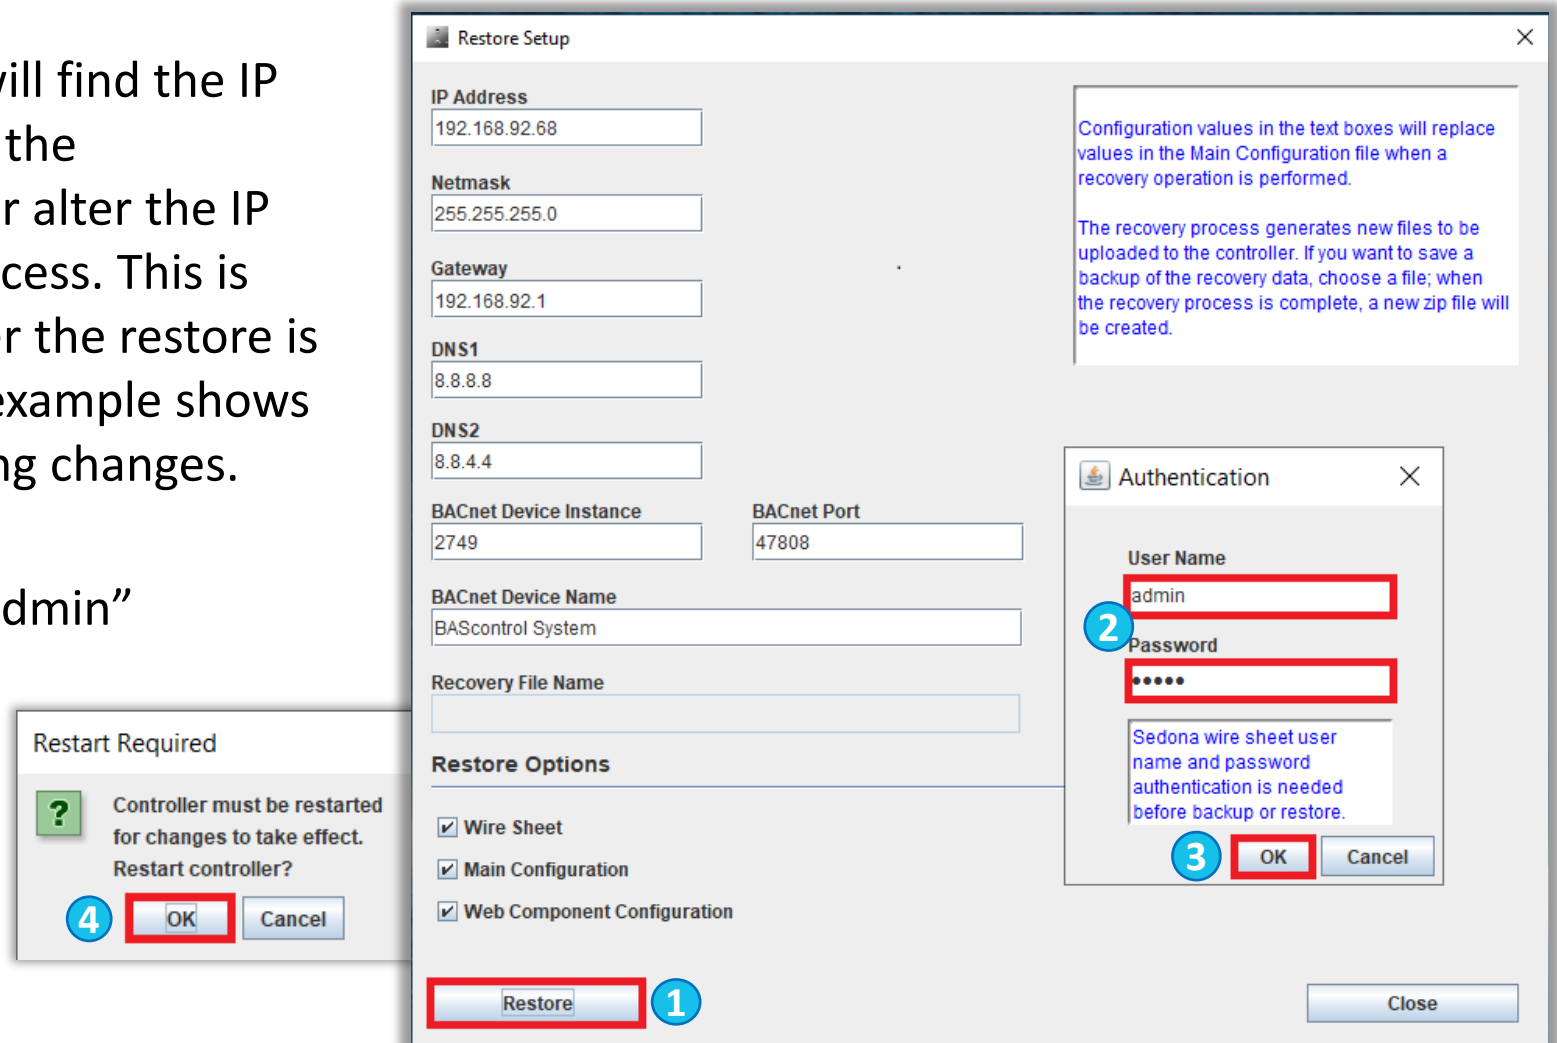 will find the IP
the
r alter the IP
cess. This is
er the restore is
example shows
ng changes.
dmin”
Restart Required
?
Controller must be restarted
for changes to take effect.
Restart controller?
4
OK
Cancel
Restore Setup
IP Address
192.168.92.68
Netmask
255.255.255.0
Gateway
192.168.92.1
DNS1
8.8.8.8
DNS2
8.8.4.4
BACnet Device Instance
2749
BACnet Port
47808
BACnet Device Name
BAScontrol System
Recovery File Name
Restore Options
Wire Sheet
Main Configuration
Web Component Configuration
Restore
1
Close
Configuration values in the text boxes will replace
values in the Main Configuration file when a
recovery operation is performed.
The recovery process generates new files to be
uploaded to the controller. If you want to save a
backup of the recovery data, choose a file; when
the recovery process is complete, a new zip file will
be created.
Authentication
User Name
admin
2
Password
•••••
Sedona wire sheet user
name and password
authentication is needed
before backup or restore.
3
OK
Cancel